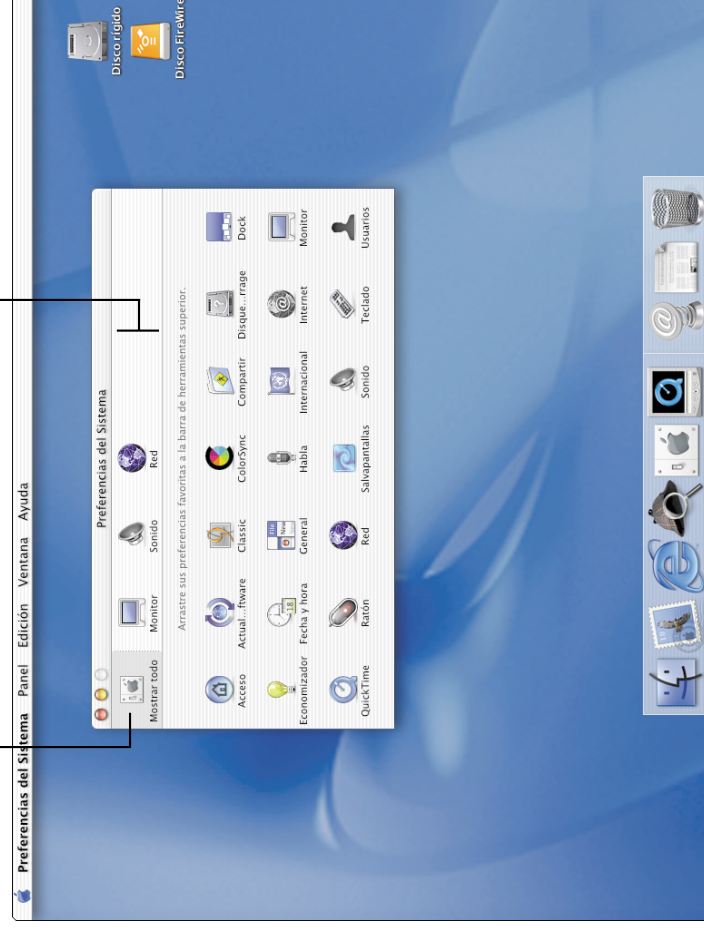 Preferencias del Sistema Panel Edición Ventana Ayuda
Disco rígido
Disco FireWire
Preferencias del Sistema
Mostrar todo Monitor Sonido Red
Arrastre sus preferencias favoritas a la barra de herramientas superior.
Acceso Actual...ftware Classic ColorSync Compartir Disque...rrage Dock
Economizador Fecha y hora General Habla Internacional Internet Monitor
QuickTime Ratón Red Salvapantallas Sonido Teclado Usuarios